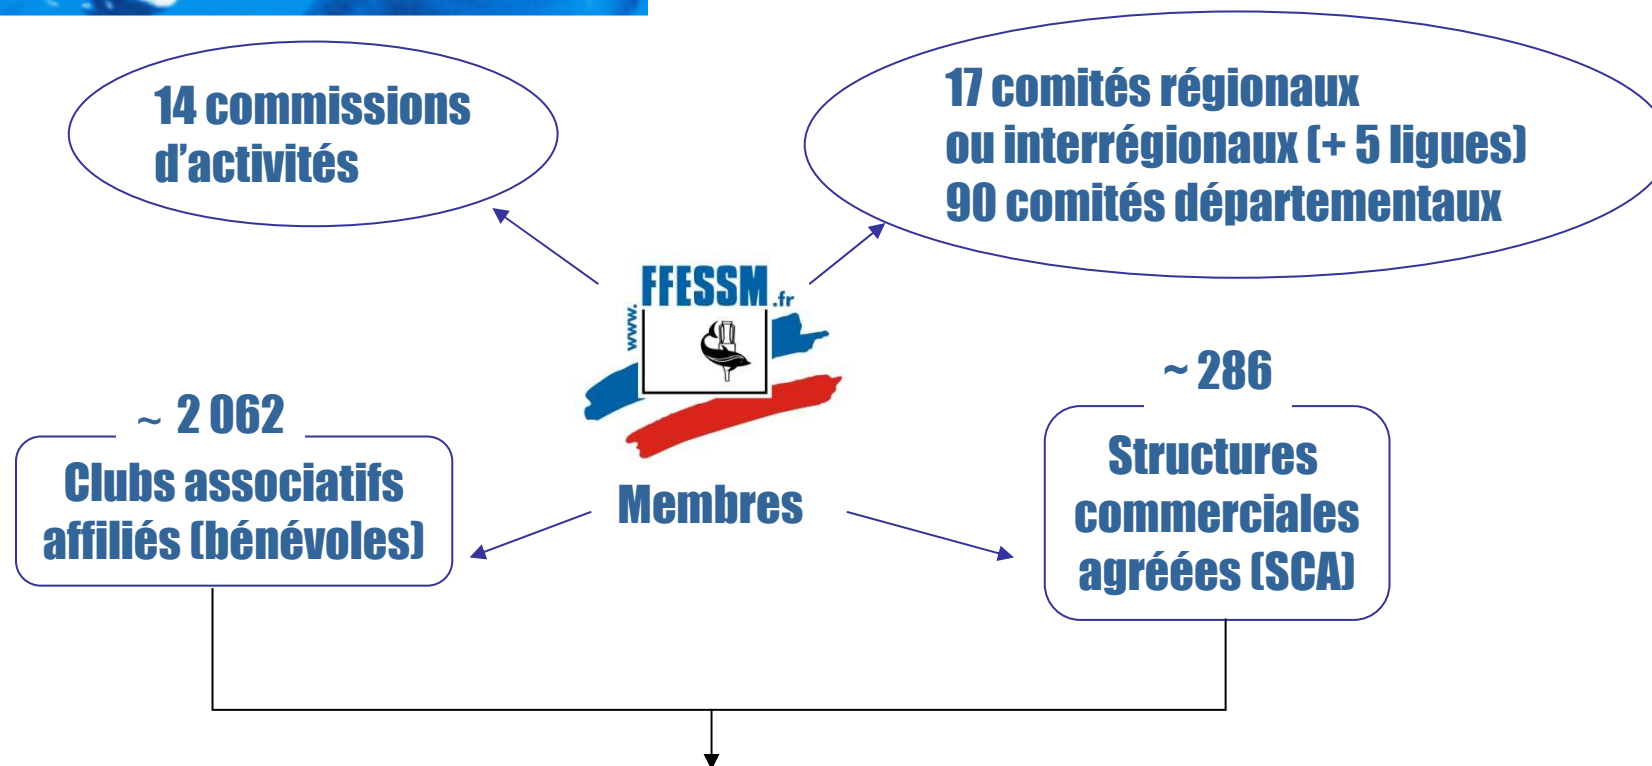 14 commissions
d’activités
17 comités régionaux
ou interrégionaux (+ 5 ligues)
90 comités départementaux
www.
FFESSM.fr
~ 2 062
Clubs associatifs
affiliés (bénévoles)
Membres
~ 286
Structures
commerciales
agréées (SCA)